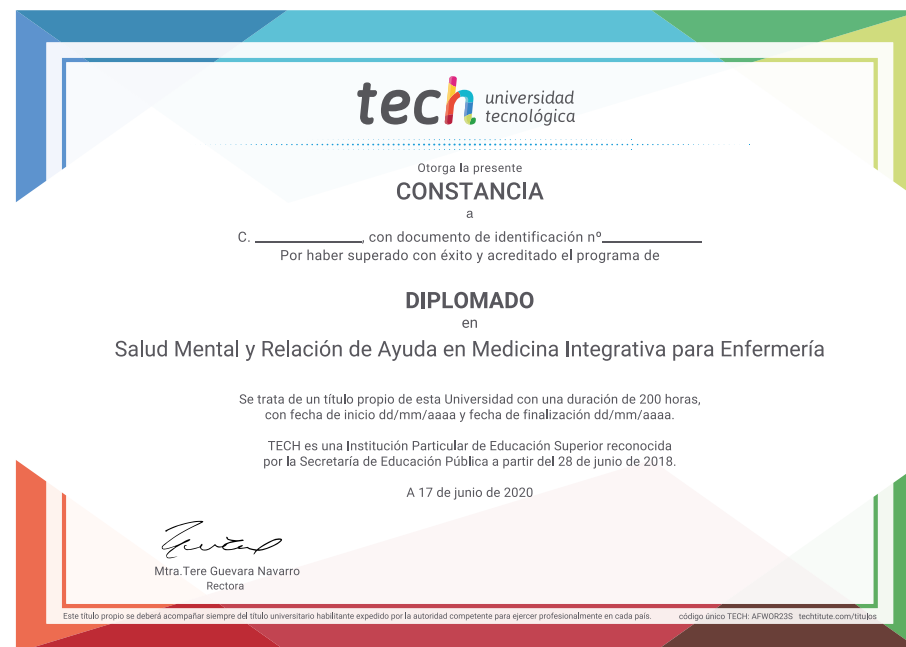 tech universidad
tecnológica
Otorga la presente
CONSTANCIA
a
C. ____________, con documento de identificación nº____________
Por haber superado con éxito y acreditado el programa de
DIPLOMADO
en
Salud Mental y Relación de Ayuda en Medicina Integrativa para Enfermería
Se trata de un título propio de esta Universidad con una duración de 200 horas,
con fecha de inicio dd/mm/aaaa y fecha de finalización dd/mm/aaaa.
TECH es una Institución Particular de Educación Superior reconocida
por la Secretaría de Educación Pública a partir del 28 de junio de 2018.
A 17 de junio de 2020
Mtra.Tere Guevara Navarro
Rectora
Este título propio se deberá acompañar siempre del título universitario habilitante expedido por la autoridad competente para ejercer profesionalmente en cada país. código único TECH: AFWOR23S techtitute.com/titulos